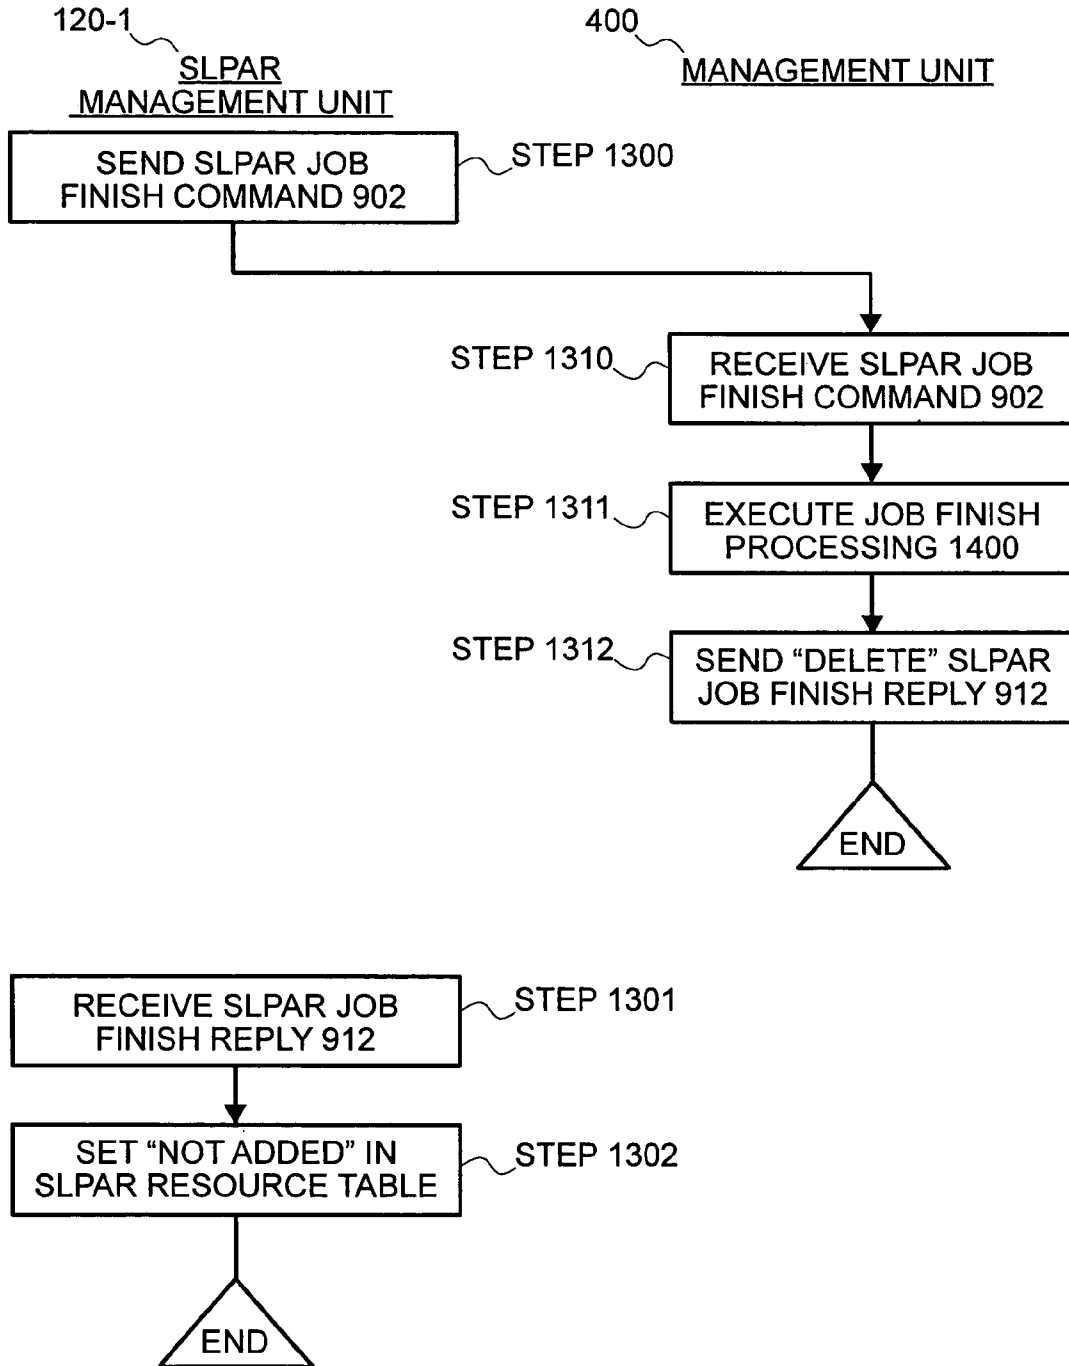 120-1
SLPAR
MANAGEMENT UNIT
400
MANAGEMENT UNIT
SEND SLPAR JOB
FINISH COMMAND 902
STEP 1300
STEP 1310
RECEIVE SLPAR JOB
FINISH COMMAND 902
STEP 1311
EXECUTE JOB FINISH
PROCESSING 1400
STEP 1312
SEND “DELETE” SLPAR
JOB FINISH REPLY 912
END
RECEIVE SLPAR JOB
FINISH REPLY 912
STEP 1301
SET “NOT ADDED” IN
SLPAR RESOURCE TABLE
STEP 1302
END